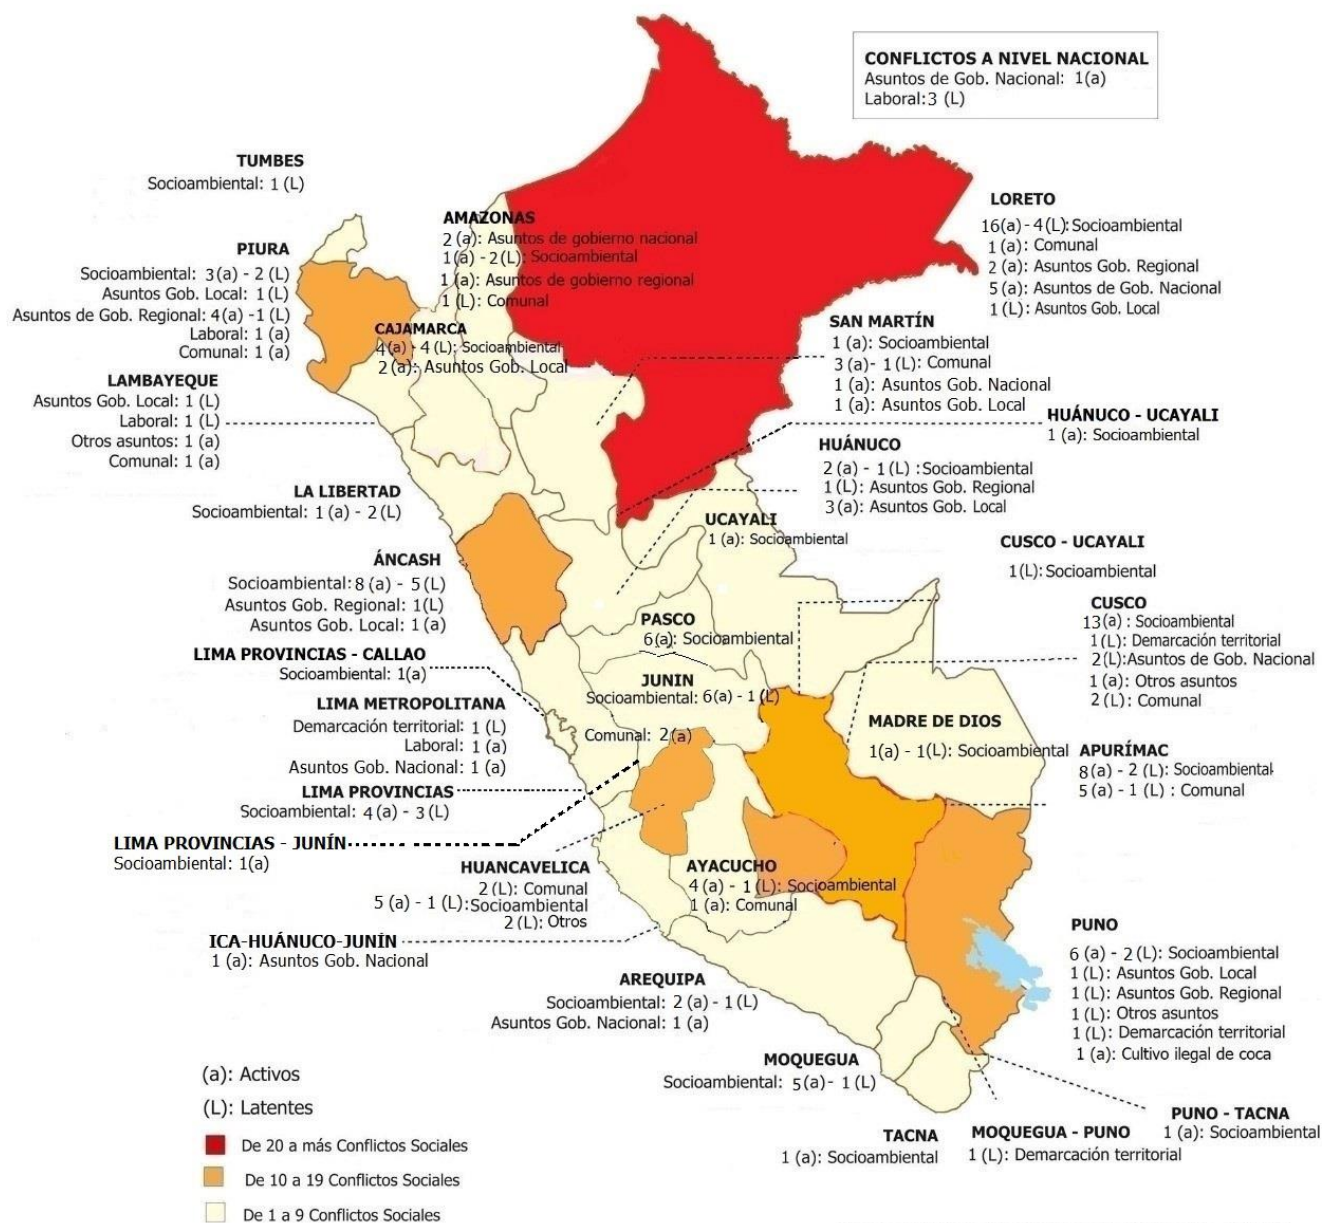 CONFLICTOS A NIVEL NACIONAL
Asuntos de Gob. Nacional: 1(a)
Laboral:3 (L)
TUMBES
Socioambiental: 1 (L)
PIURA
Socioambiental: 3(a) - 2(L)
Asuntos Gob. Local: 1(L)
Asuntos de Gob. Regional: 4(a) -1(L)
Laboral: 1 (a)
Comunal: 1 (a)
AMAZONAS
2 (a): Asuntos de gobierno nacional
1(a) - 2(L): Socioambiental
1(a): Asuntos de gobierno regional
1 (L): Comunal
CAJAMARCA
4(a)- 4(L): Socioambiental
2(a): Asuntos Gob. Local
LORETO
16(a)- 4(L): Socioambiental
1(a): Comunal
2 (a): Asuntos Gob. Regional
5(a): Asuntos de Gob. Nacional
1(L): Asuntos Gob. Local
SAN MARTÍN
1(a): Socioambiental
3(a)- 1(L): Comunal
1(a): Asuntos Gob. Nacional
1(a): Asuntos Gob. Local
LAMBAYEQUE
Asuntos Gob. Local: 1 (L)
Laboral: 1 (L)
Otros asuntos: 1 (a)
Comunal: 1 (a)
HUÁNUCO - UCAYALI
1 (a): Socioambiental
HUÁNUCO
2(a) - 1(L) : Socioambiental
1(L): Asuntos Gob. Regional
3(a): Asuntos Gob. Local
LA LIBERTAD
Socioambiental: 1(a) - 2(L)
UCAYALI
1 (a): Socioambiental
CUSCO - UCAYALI
1(L): Socioambiental
ÁNCASH
Socioambiental: 8 (a) - 5(L)
Asuntos Gob. Regional: 1(L)
Asuntos Gob. Local: 1 (a)
CUSCO
13(a) : Socioambiental
1(L): Demarcación territorial
2(L):Asuntos de Gob. Nacional
1(a): Otros asuntos
2(L): Comunal
PASCO
6(a): Socioambiental
LIMA PROVINCIAS - CALLAO
Socioambiental: 1(a)
JUNIN
Socioambiental: 6(a) - 1(L)
Comunal: 2(a)
LIMA METROPOLITANA
Demarcación territorial: 1 (L)
Laboral: 1 (a)
Asuntos Gob. Nacional: 1 (a)
MADRE DE DIOS
1(a) - 1(L): Socioambiental
APURÍMAC
8(a) - 2 (L): Socioambiental
5(a) - 1 (L) : Comunal
LIMA PROVINCIAS
Socioambiental: 4(a) - 3(L)
LIMA PROVINCIAS - JUNÍN
Socioambiental: 1(a)
HUANCAVELICA
2(L): Comunal
5(a) - 1(L): Socioambiental
2(L): Otros
AYACUCHO
4(a) - 1(L): Socioambiental
1(a): Comunal
ICA-HUÁNUCO-JUNÍN
1 (a): Asuntos Gob. Nacional
PUNO
6(a) - 2(L): Socioambiental
1(L): Asuntos Gob. Local
1(L): Asuntos Gob. Regional
1(L): Otros asuntos
1(L): Demarcación territorial
1 (a): Cultivo ilegal de coca
AREQUIPA
Socioambiental: 2 (a) - 1(L)
Asuntos Gob. Nacional: 1 (a)
MOQUEGUA
Socioambiental: 5(a)- 1(L)
TACNA
1 (a): Socioambiental
MOQUEGUA - PUNO
1 (L): Demarcación territorial
PUNO - TACNA
1 (a): Socioambiental
(a): Activos
(L): Latentes
De 20 a más Conflictos Sociales
De 10 a 19 Conflictos Sociales
De 1 a 9 Conflictos Sociales